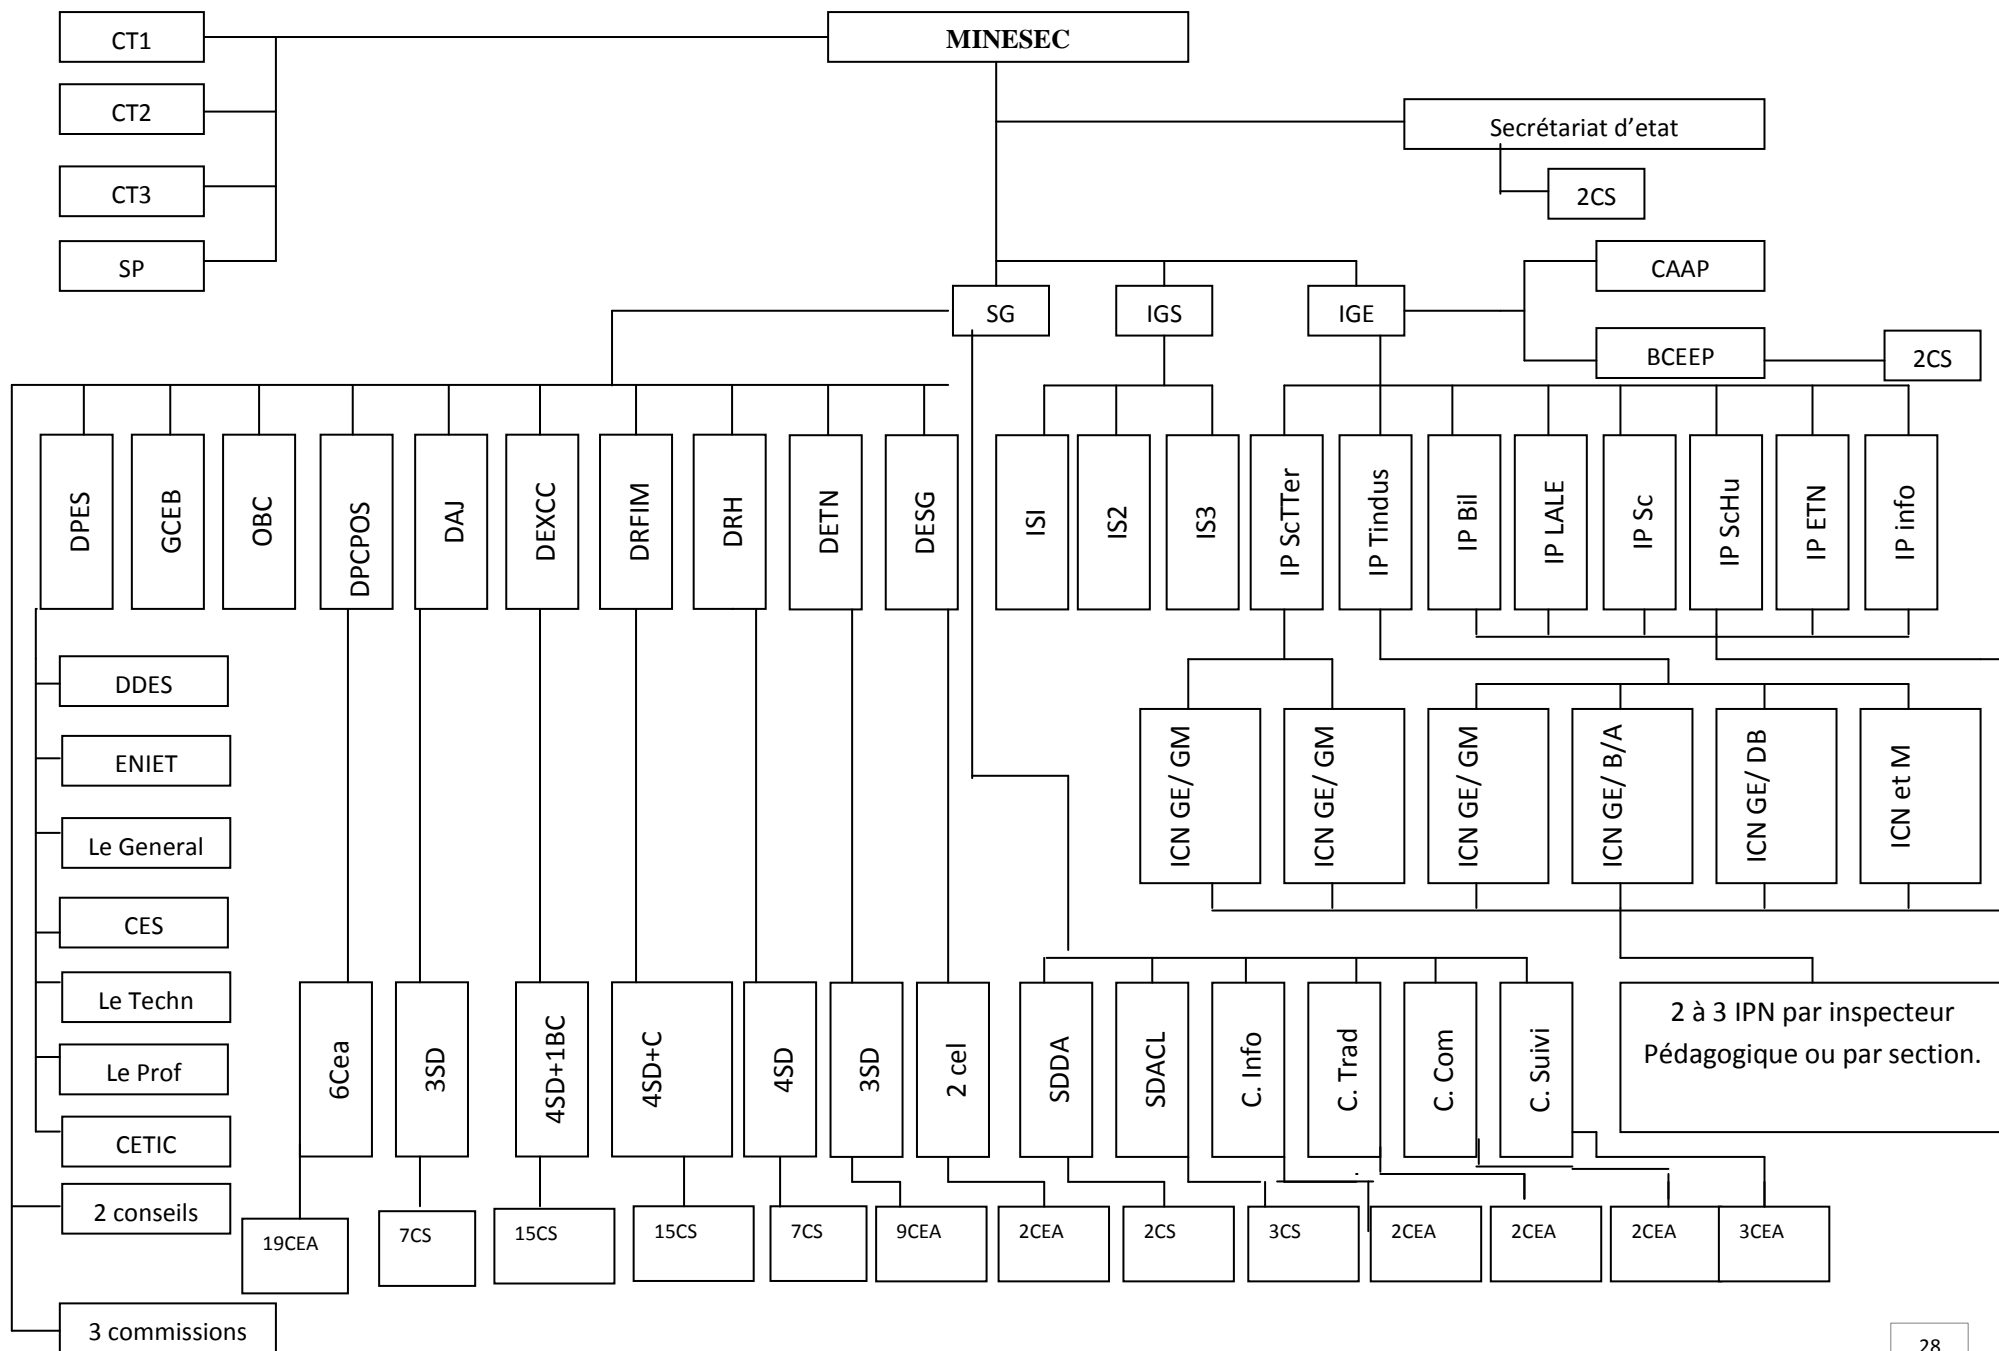 MINESEC
CT1
CT2
CT3
SP
Secrétariat d’etat
2CS
SG
IGS
IGE
CAAP
BCEEP
2CS
DPES
GCEB
OBC
DPCPOS
DAJ
DEXCC
DRFIM
DRH
DETN
DESG
ISI
IS2
IS3
IP ScTTer
IP Tindus
IP Bil
IP LALE
IP Sc
IP ScHu
IP ETN
IP info
DDES
ENIET
Le General
CES
Le Techn
Le Prof
CETIC
2 conseils
3 commissions
ICN GE/ GM
ICN GE/ GM
ICN GE/ GM
ICN GE/ B/A
ICN GE/ DB
ICN et M
6Cea
3SD
4SD+1BC
4SD+C
4SD
3SD
2 cel
SDDA
SDACL
C. Info
C. Trad
C. Com
C. Suivi
2 à 3 IPN par inspecteur
Pédagogique ou par section.
19CEA
7CS
15CS
15CS
7CS
9CEA
2CEA
2CS
3CS
2CEA
2CEA
2CEA
3CEA
28